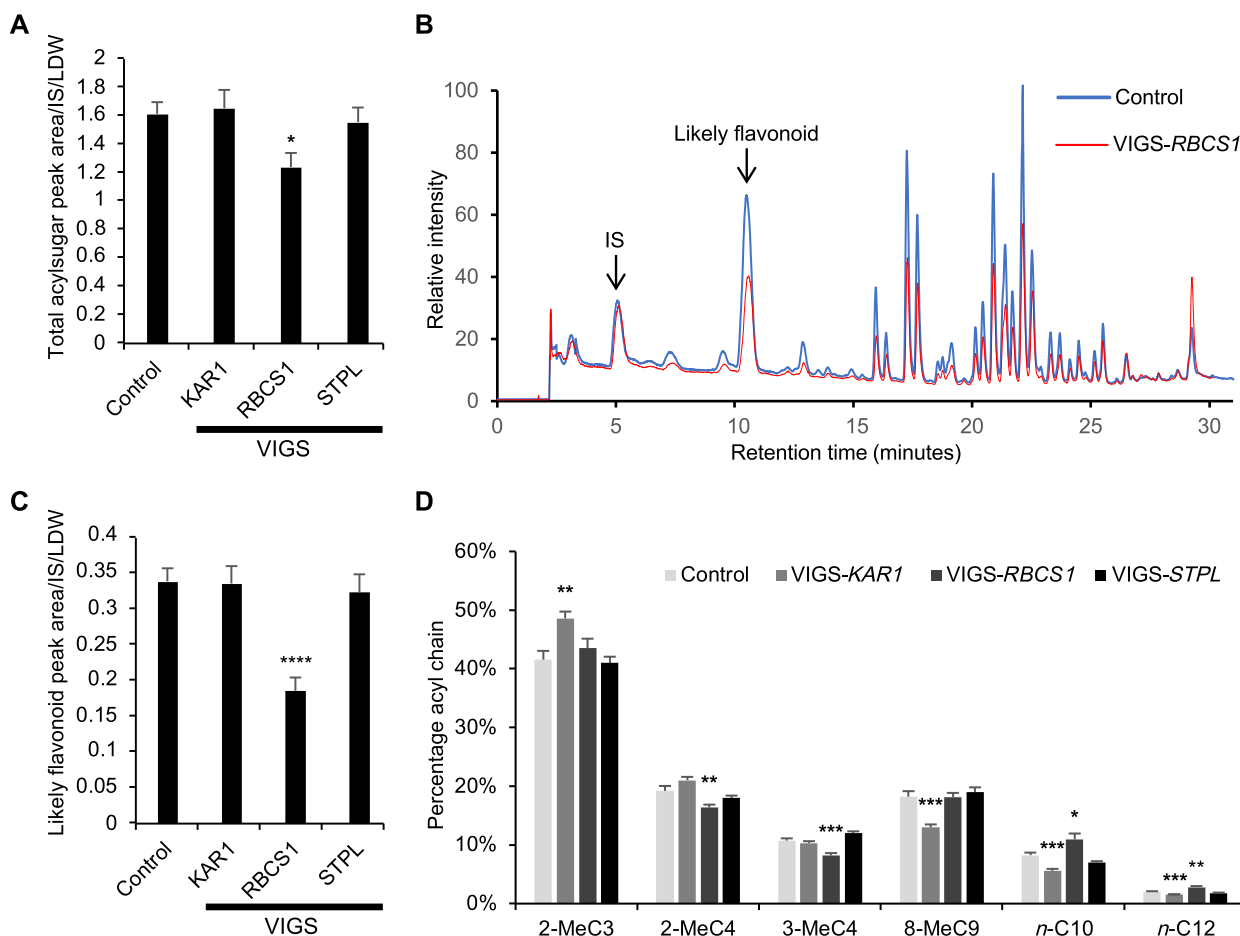 A
Total acylsugar peak area/IS/LDW
2
1.8
1.6
1.4
1.2
1
0.8
0.6
0.4
0.2
0
*
Control
KAR1
RBCS1
STPL
VIGS
B
Relative intensity
100
80
60
40
20
0
Likely flavonoid
IS
Control
VIGS-RBCS1
0 5 10 15 20 25 30
Retention time (minutes)
C
Likely flavonoid peak area/IS/LDW
0.4
0.35
0.3
0.25
0.2
0.15
0.1
0.05
0
****
Control
KAR1
RBCS1
STPL
VIGS
D
Percentage acyl chain
60%
50%
40%
30%
20%
10%
0%
Control VIGS-KAR1 VIGS-RBCS1 VIGS-STPL
**
**
***
***
*** *
*** **
2-MeC3 2-MeC4 3-MeC4 8-MeC9 n-C10 n-C12